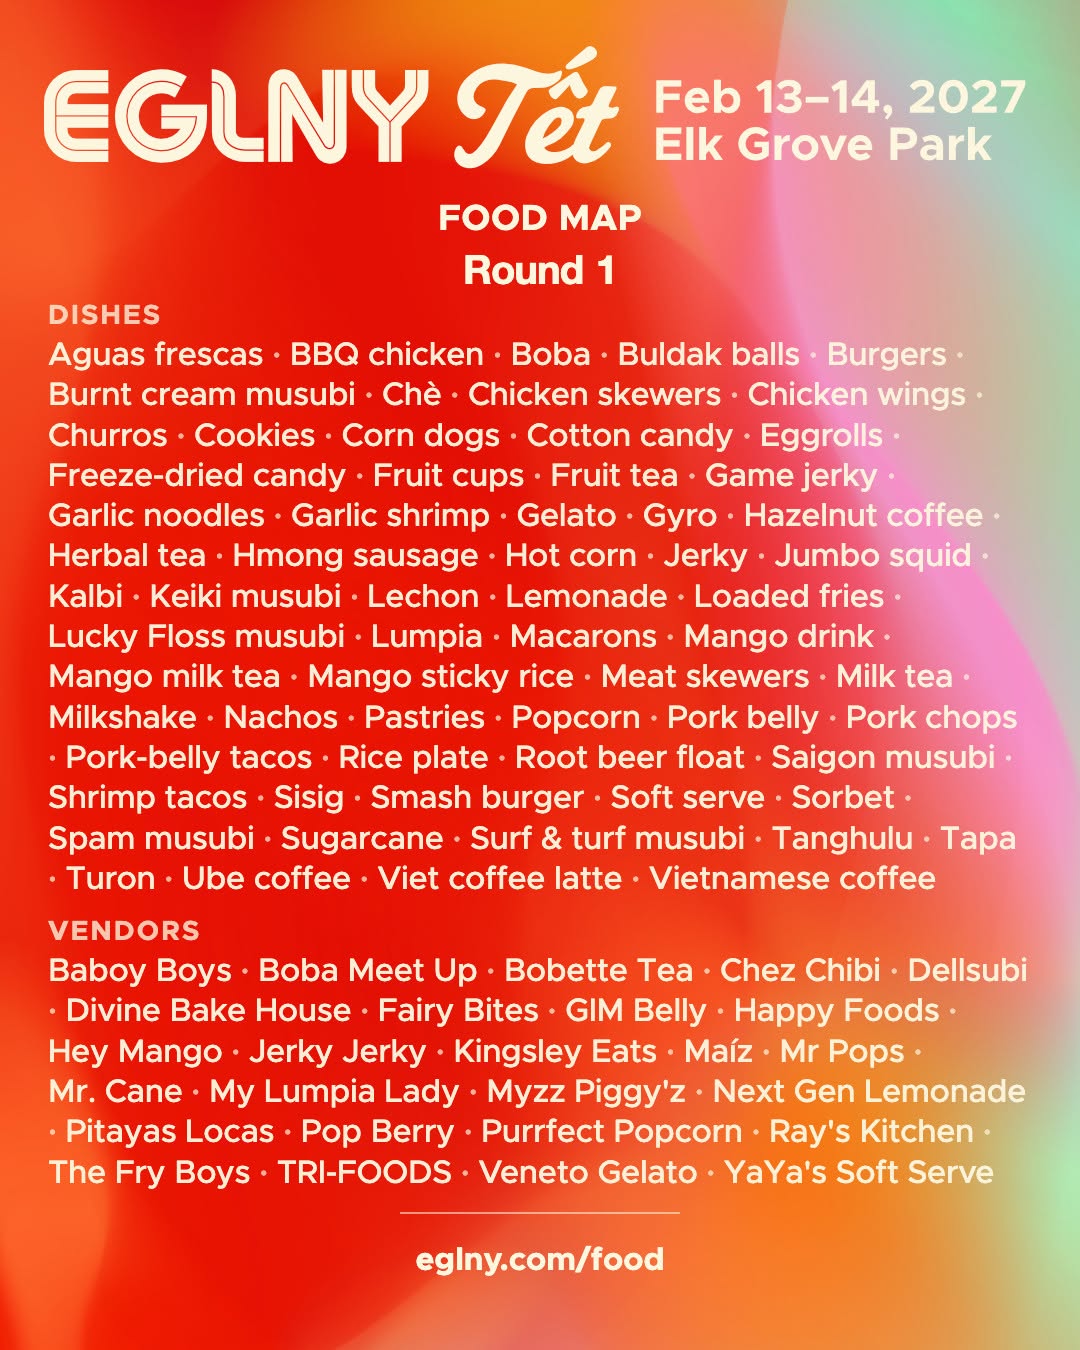 EGLNY Tết
Feb 13–14, 2027
Elk Grove Park
FOOD MAP
Round 1
DISHES
Aguas frescas · BBQ chicken · Boba · Buldak balls · Burgers ·
Burnt cream musubi · Chè · Chicken skewers · Chicken wings ·
Churros · Cookies · Corn dogs · Cotton candy · Eggrolls ·
Freeze-dried candy · Fruit cups · Fruit tea · Game jerky ·
Garlic noodles · Garlic shrimp · Gelato · Gyro · Hazelnut coffee ·
Herbal tea · Hmong sausage · Hot corn · Jerky · Jumbo squid ·
Kalbi · Keiki musubi · Lechon · Lemonade · Loaded fries ·
Lucky Floss musubi · Lumpia · Macarons · Mango drink ·
Mango milk tea · Mango sticky rice · Meat skewers · Milk tea ·
Milkshake · Nachos · Pastries · Popcorn · Pork belly · Pork chops
· Pork-belly tacos · Rice plate · Root beer float · Saigon musubi ·
Shrimp tacos · Sisig · Smash burger · Soft serve · Sorbet ·
Spam musubi · Sugarcane · Surf & turf musubi · Tanghulu · Tapa
· Turon · Ube coffee · Viet coffee latte · Vietnamese coffee
VENDORS
Baboy Boys · Boba Meet Up · Bobette Tea · Chez Chibi · Dellsubi
· Divine Bake House · Fairy Bites · GIM Belly · Happy Foods ·
Hey Mango · Jerky Jerky · Kingsley Eats · Maíz · Mr Pops ·
Mr. Cane · My Lumpia Lady · Myzz Piggy'z · Next Gen Lemonade
· Pitayas Locas · Pop Berry · Purrfect Popcorn · Ray's Kitchen ·
The Fry Boys · TRI-FOODS · Veneto Gelato · YaYa's Soft Serve
eglny.com/food